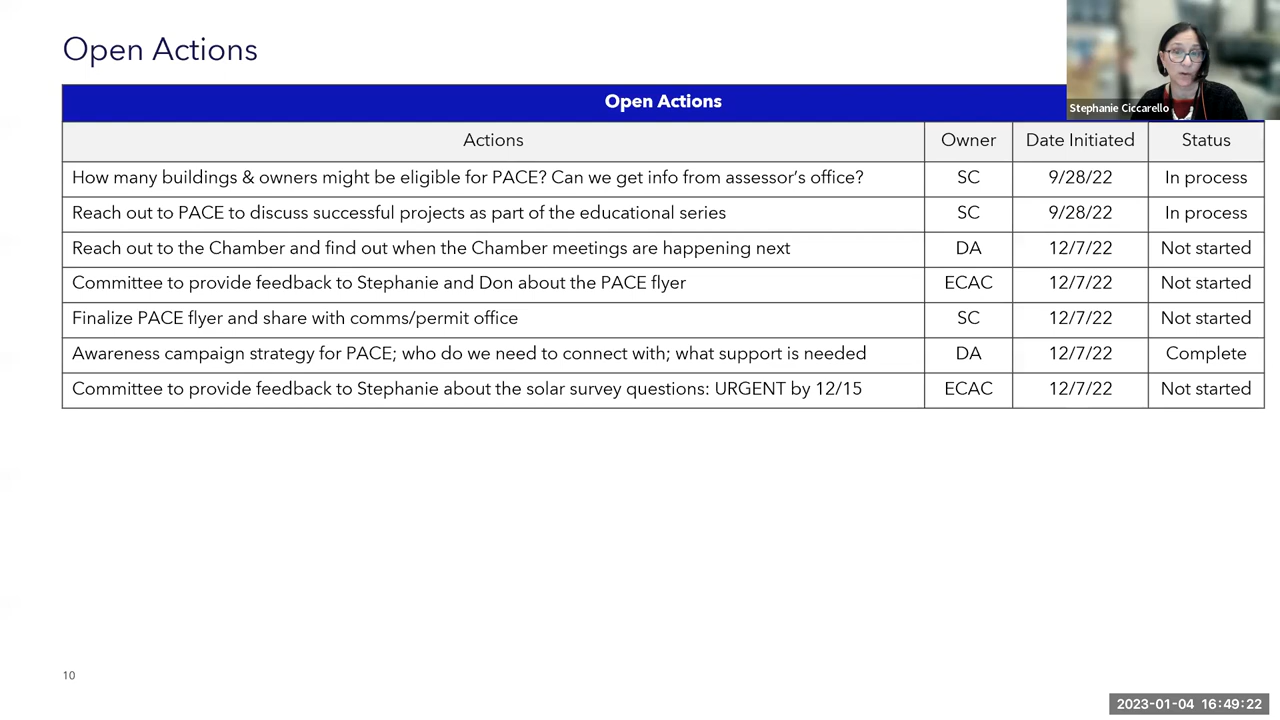 Open Actions
Open Actions
Stephanie Ciccarello
Actions Owner Date Initiated Status
How many buildings & owners might be eligible for PACE? Can we get info from assessor’s office? SC 9/28/22 In process
Reach out to PACE to discuss successful projects as part of the educational series SC 9/28/22 In process
Reach out to the Chamber and find out when the Chamber meetings are happening next DA 12/7/22 Not started
Committee to provide feedback to Stephanie and Don about the PACE flyer ECAC 12/7/22 Not started
Finalize PACE flyer and share with comms/permit office SC 12/7/22 Not started
Awareness campaign strategy for PACE; who do we need to connect with; what support is needed DA 12/7/22 Complete
Committee to provide feedback to Stephanie about the solar survey questions: URGENT by 12/15 ECAC 12/7/22 Not started
10
2023-01-04 16:49:22